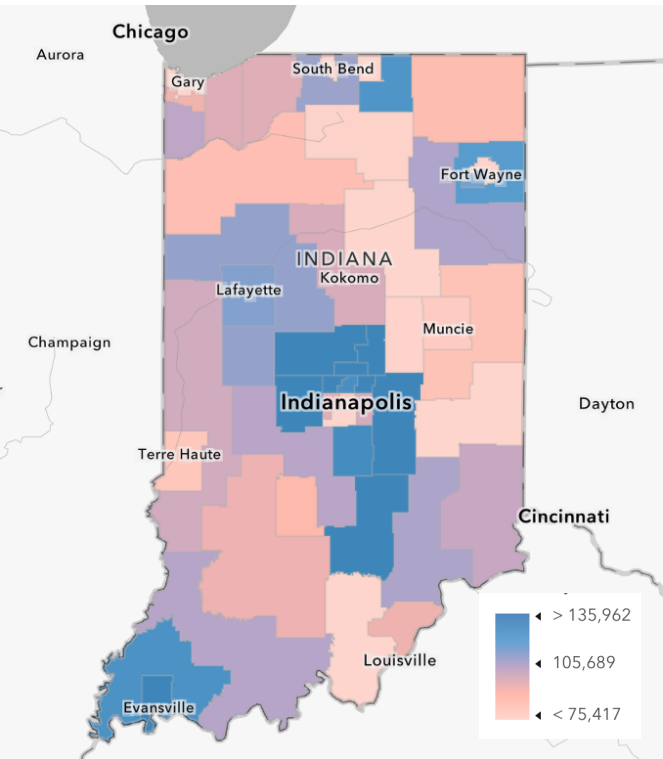 Chicago
Aurora
South Bend
Gary
Fort Wayne
INDIANA
Kokomo
Lafayette
Muncie
Champaign
Indianapolis
Dayton
Terre Haute
Cincinnati
> 135,962
105,689
Louisville
Evansville
< 75,417